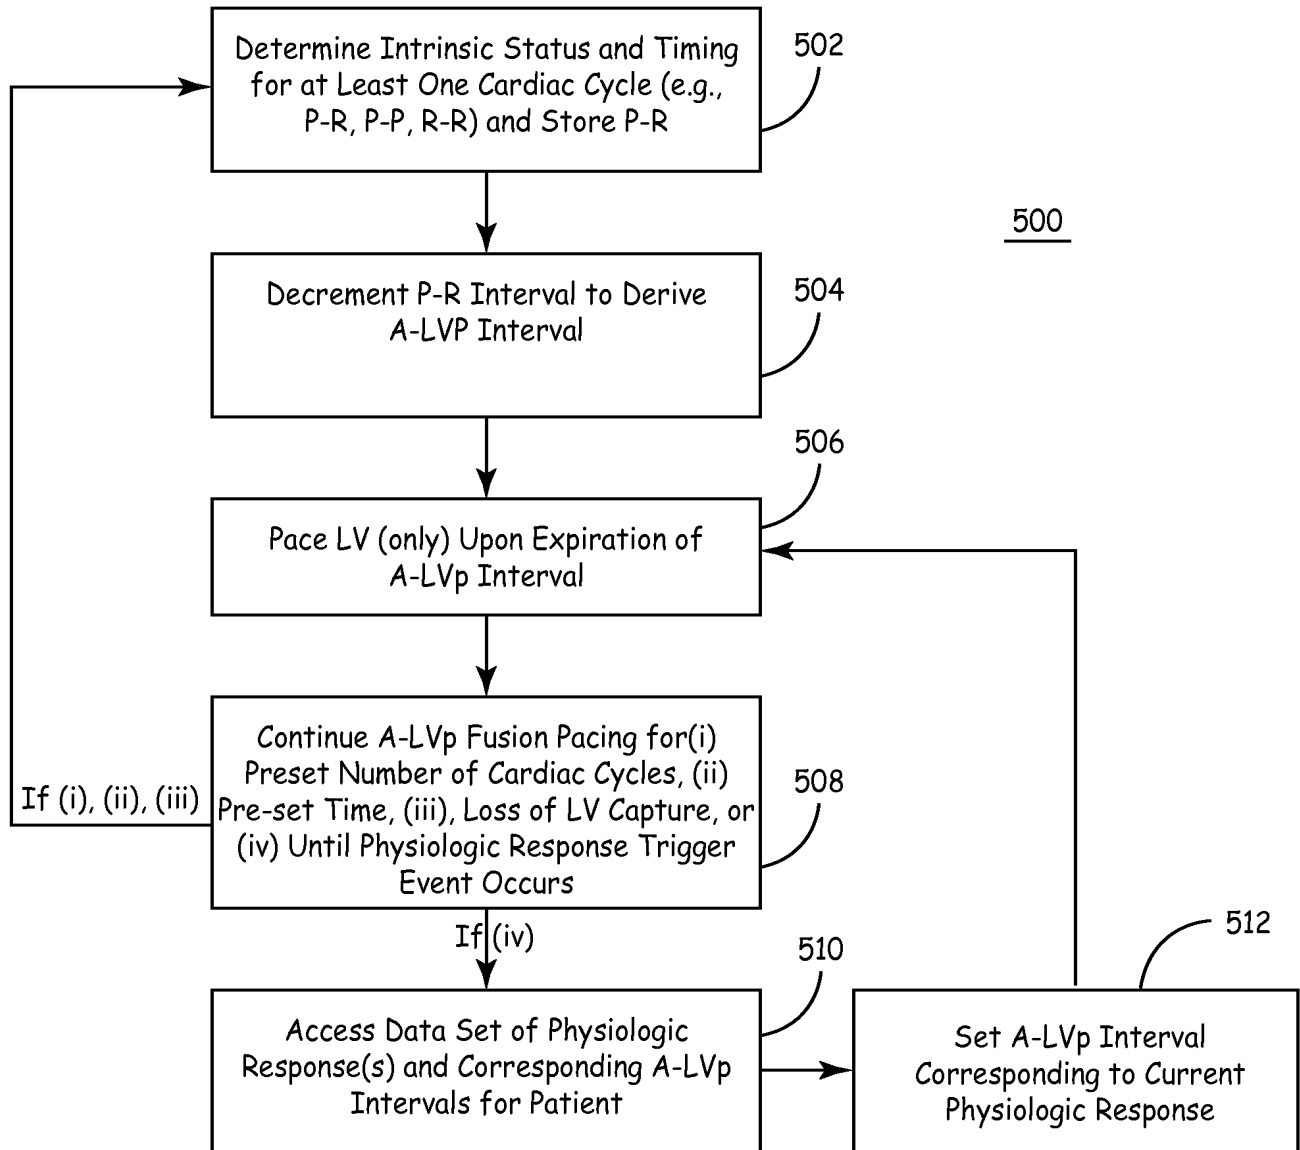 Determine Intrinsic Status and Timing
for at Least One Cardiac Cycle (e.g.,
P-R, P-P, R-R) and Store P-R
502
500
Decrement P-R Interval to Derive
A-LVP Interval
504
506
Pace LV (only) Upon Expiration of
A-LVp Interval
Continue A-LVp Fusion Pacing for(i)
Preset Number of Cardiac Cycles, (ii)
Pre-set Time, (iii), Loss of LV Capture, or
(iv) Until Physiologic Response Trigger
Event Occurs
508
If (i), (ii), (iii)
If (iv)
510
512
Access Data Set of Physiologic
Response(s) and Corresponding A-LVp
Intervals for Patient
Set A-LVp Interval
Corresponding to Current
Physiologic Response